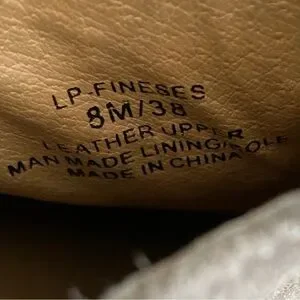 LP-FINESES
8M/38
LEATHER UPPER
MAN MADE LINING/SOLE
MADE IN CHINA